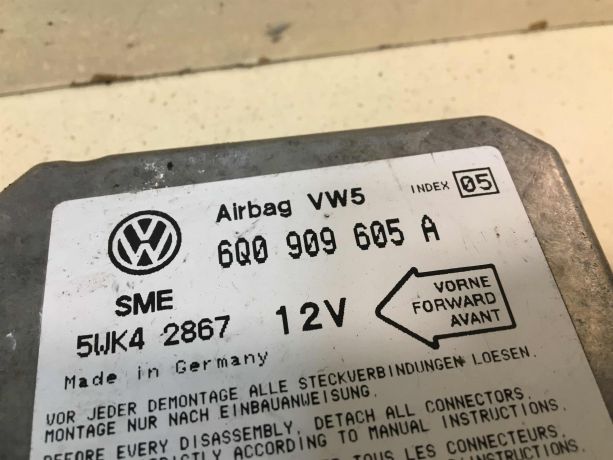 Airbag VW5 INDEX 05
6Q0 909 605 A
SME
5WK4 2867 12V
VORNE
FORWARD
AVANT
Made in Germany
VOR JEDER DEMONTAGE ALLE STECKVERBINDUNGEN LOESEN.
MONTAGE NUR NACH EINBAUANWEISUNG.
BEFORE EVERY DISASSEMBLY, DETACH ALL CONNECTORS.
STRICTLY ACCORDING TO MANUAL INSTRUCTIONS.
TOUS LES CONNECTEURS.
INSTRUCTIONS.